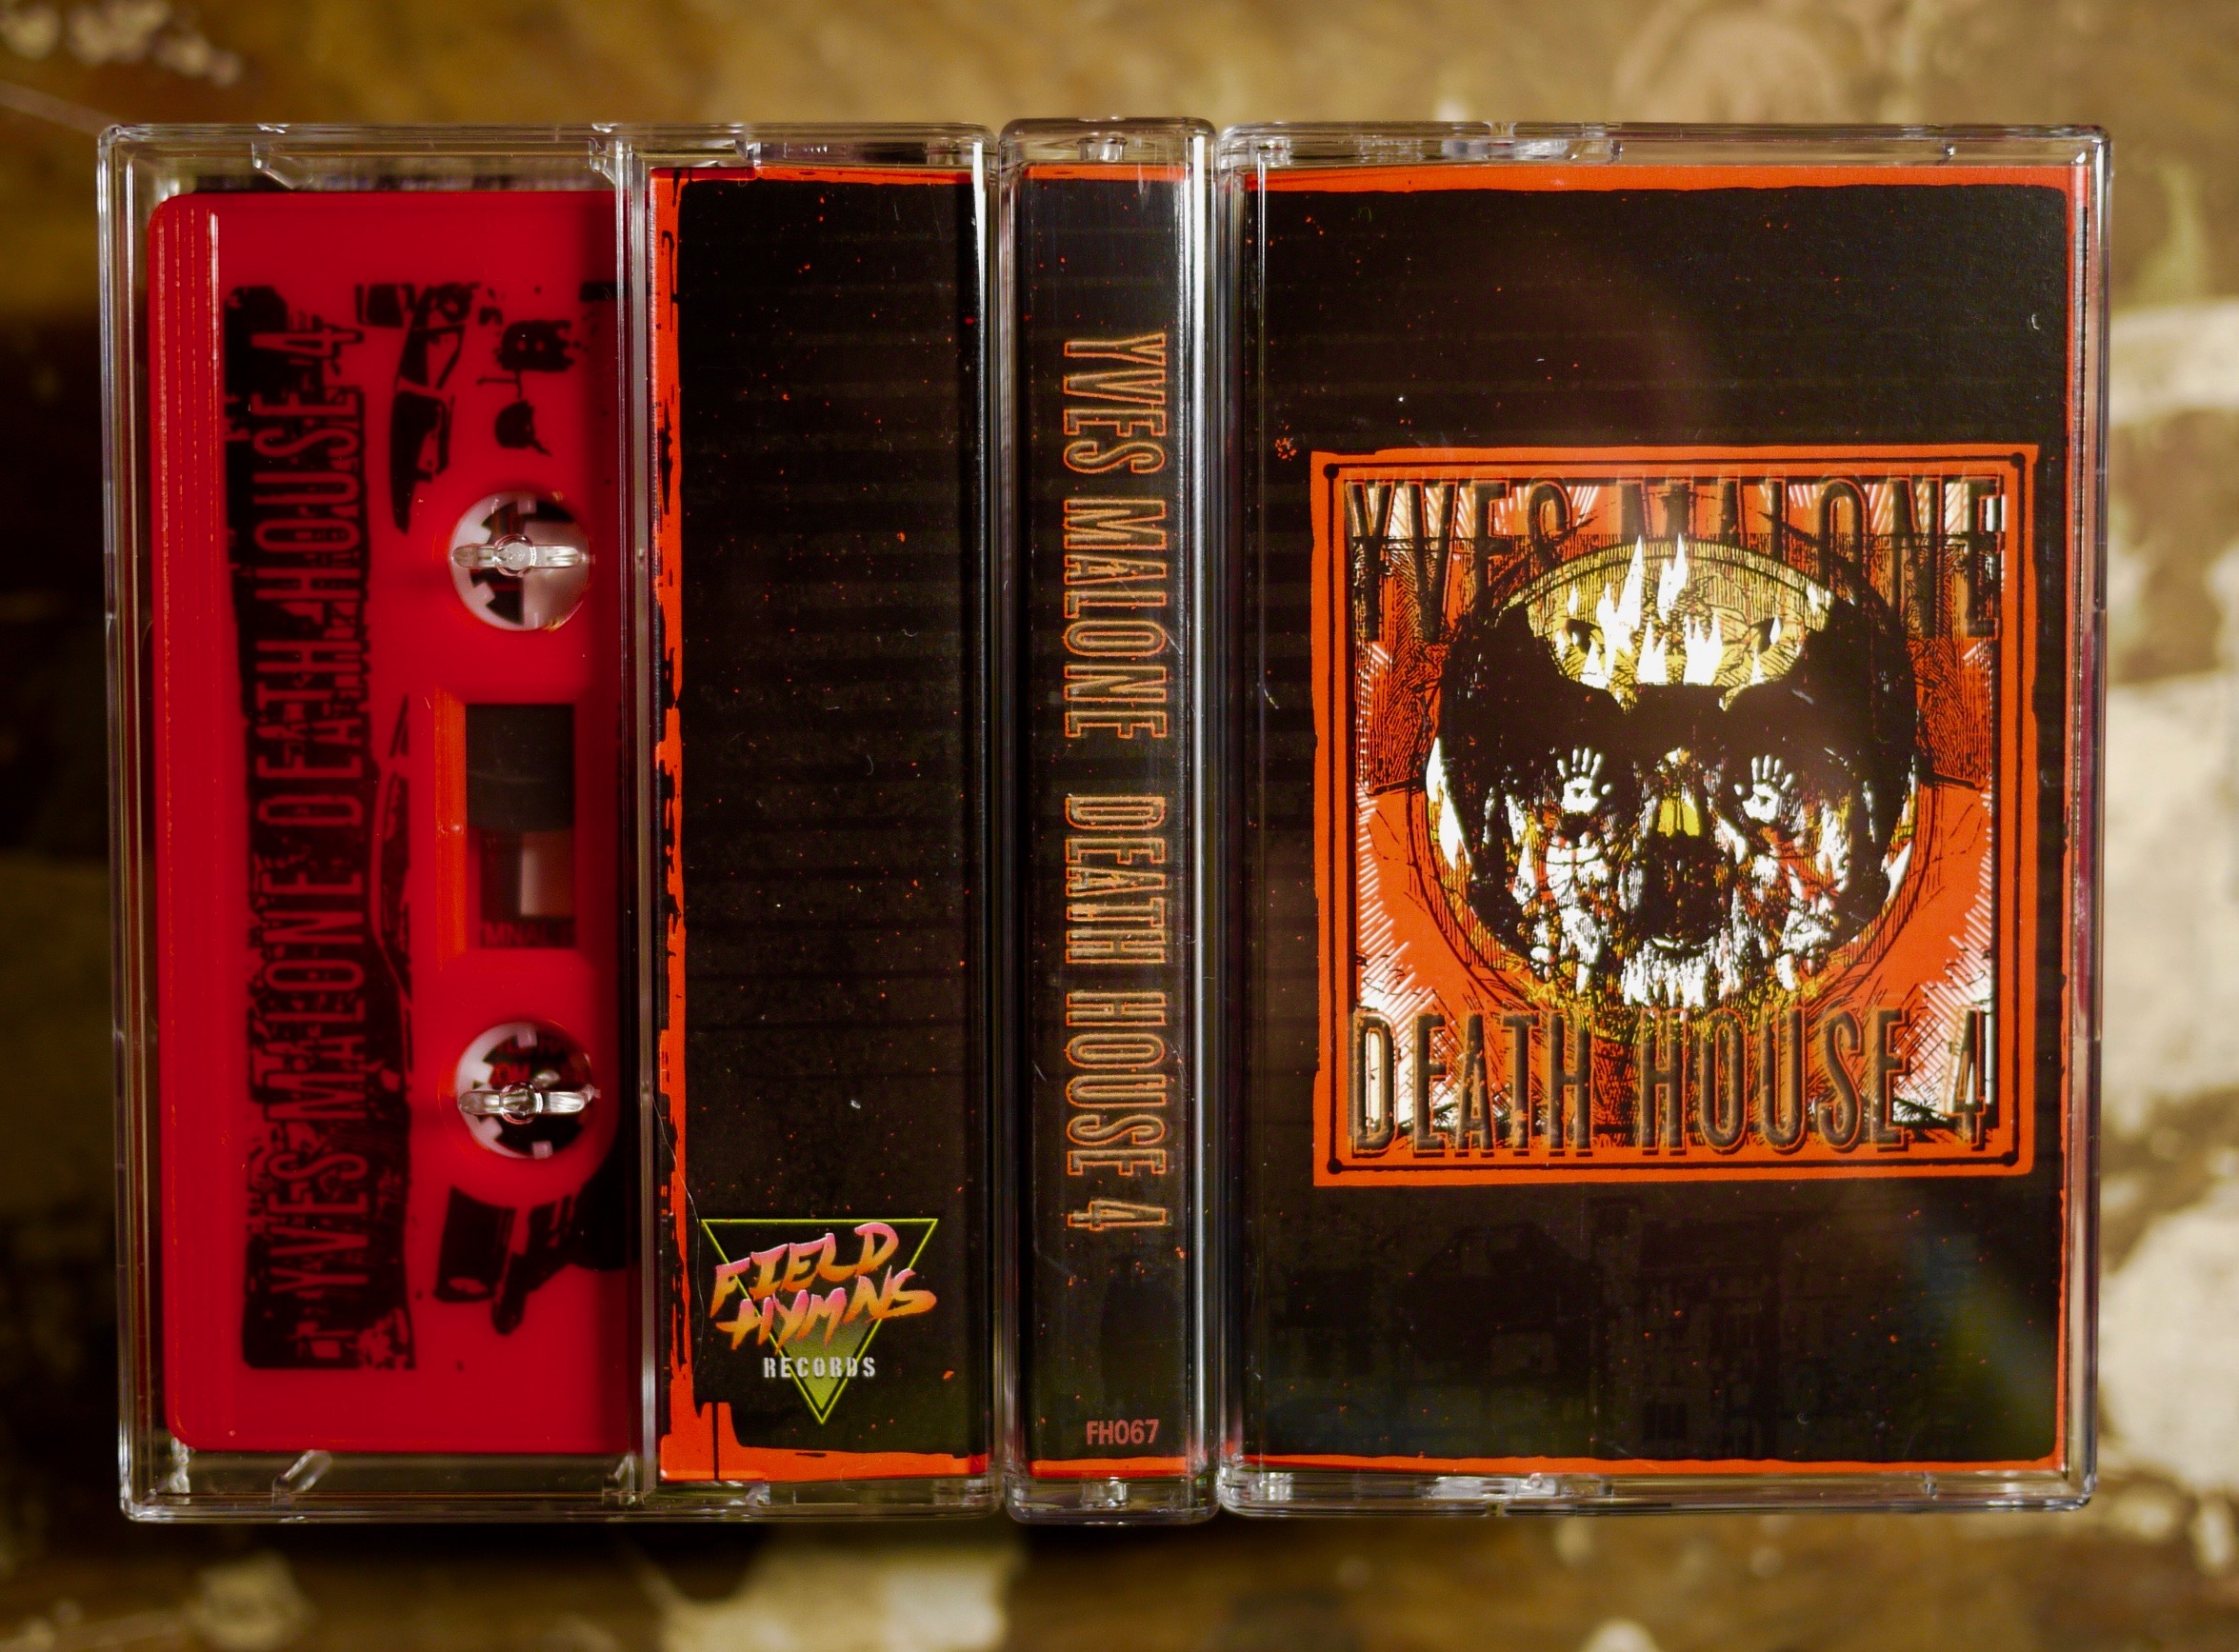 YVES MALONE DEATH HOUSE 4
FIELD
HYMNS
RECORDS
YVES MALONE DEATH HOUSE 4
FH067
YVES MALONE
DEATH HOUSE 4